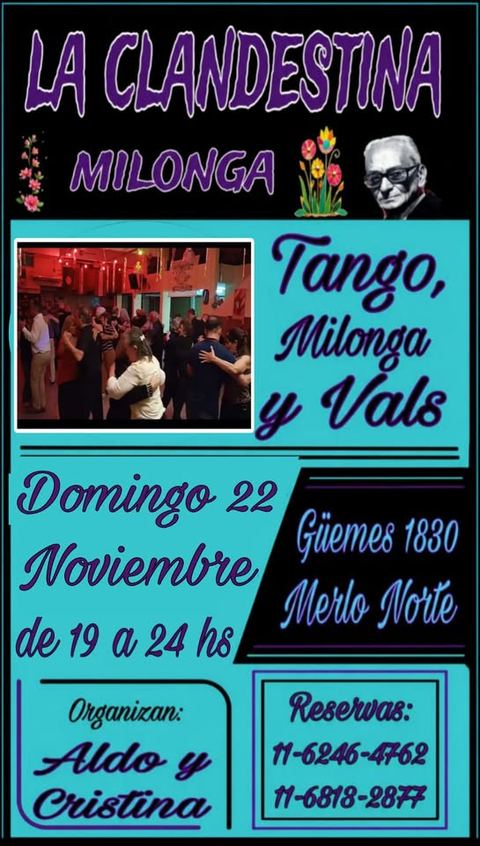 LA CLANDESTINA
MILONGA
Tango,
Milonga
y Vals
Domingo 22
Noviembre
de 19 a 24 hs
Güemes 1830
Merlo Norte
Organizan:
Aldo y
Cristina
Reservas:
11-6246-4762
11-6813-2877